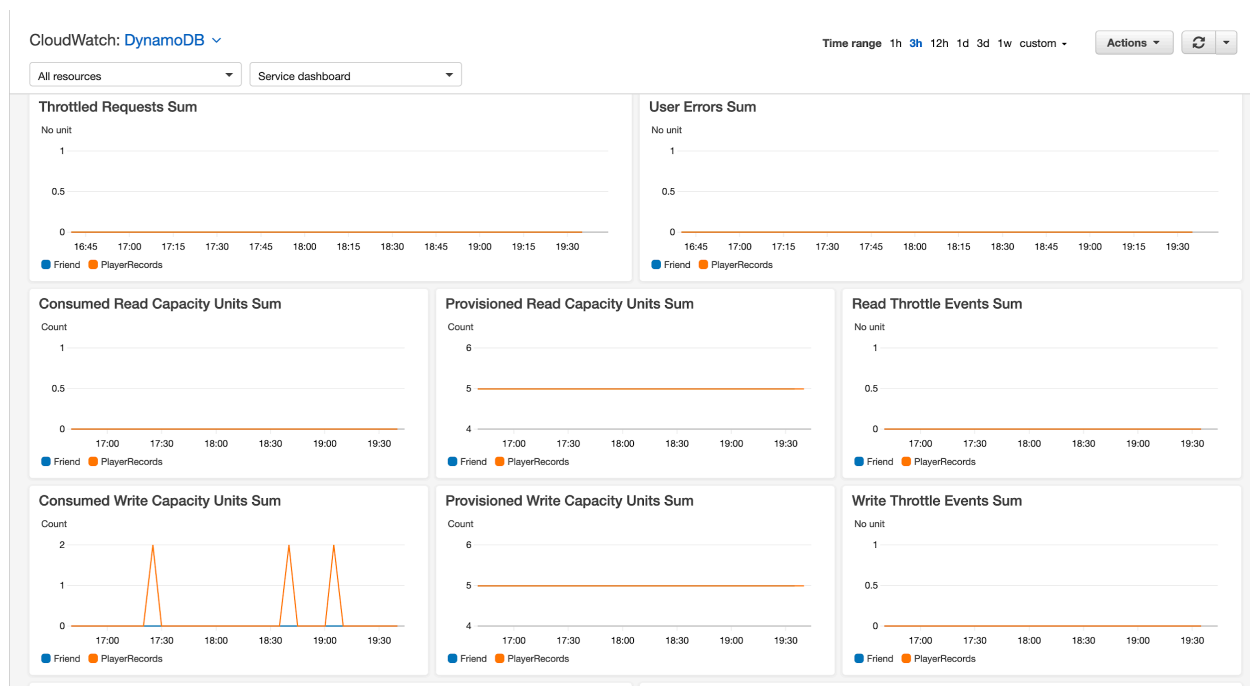 CloudWatch: DynamoDB
Time range 1h 3h 12h 1d 3d 1w custom
Actions
All resources
Service dashboard
Throttled Requests Sum
No unit
1
0.5
0
16:45 17:00 17:15 17:30 17:45 18:00 18:15 18:30 18:45 19:00 19:15 19:30
Friend PlayerRecords
User Errors Sum
No unit
1
0.5
0
16:45 17:00 17:15 17:30 17:45 18:00 18:15 18:30 18:45 19:00 19:15 19:30
Friend PlayerRecords
Consumed Read Capacity Units Sum
Count
1
0.5
0
17:00 17:30 18:00 18:30 19:00 19:30
Friend PlayerRecords
Provisioned Read Capacity Units Sum
Count
6
5
4
17:00 17:30 18:00 18:30 19:00 19:30
Friend PlayerRecords
Read Throttle Events Sum
No unit
1
0.5
0
17:00 17:30 18:00 18:30 19:00 19:30
Friend PlayerRecords
Consumed Write Capacity Units Sum
Count
2
1
0
17:00 17:30 18:00 18:30 19:00 19:30
Friend PlayerRecords
Provisioned Write Capacity Units Sum
Count
6
5
4
17:00 17:30 18:00 18:30 19:00 19:30
Friend PlayerRecords
Write Throttle Events Sum
No unit
1
0.5
0
17:00 17:30 18:00 18:30 19:00 19:30
Friend PlayerRecords